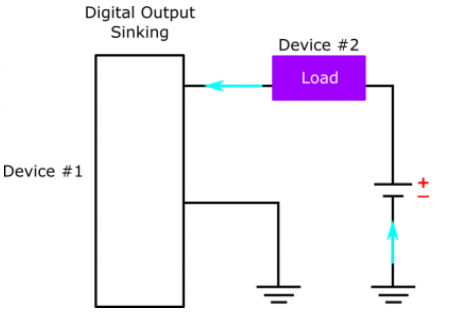 Digital Output
Sinking
Device #2
Load
Device #1
+
−